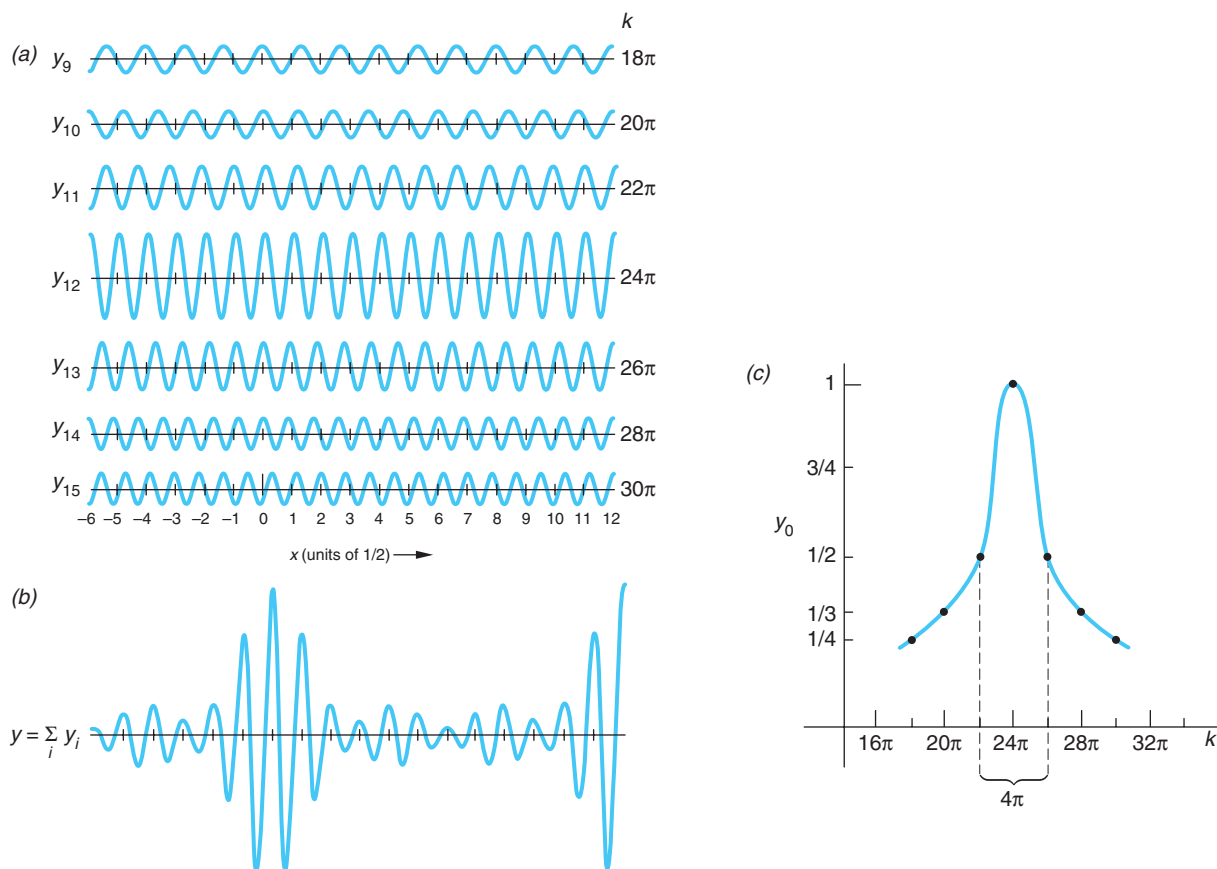 k
(a) y9 18π
y10 20π
y11 22π
y12 24π
y13 26π
y14 28π
y15 30π
–6 –5 –4 –3 –2 –1 0 1 2 3 4 5 6 7 8 9 10 11 12
x (units of 1/2)
(b)
y = Σ yi
i
(c)
1
3/4
y0
1/2
1/3
1/4
16π 20π 24π 28π 32π k
4π